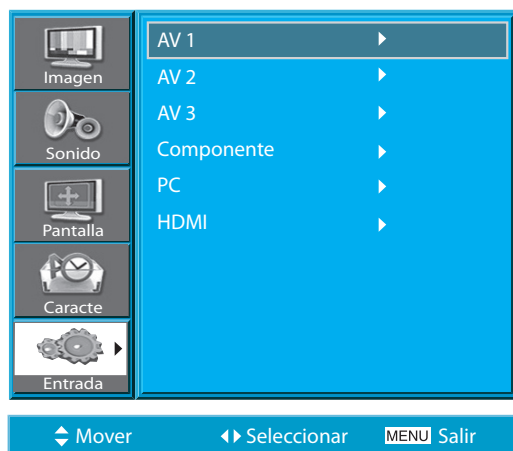 Imagen
Sonido
Pantalla
Caracte
Entrada
AV 1
AV 2
AV 3
Componente
PC
HDMI
Mover Seleccionar MENU Salir